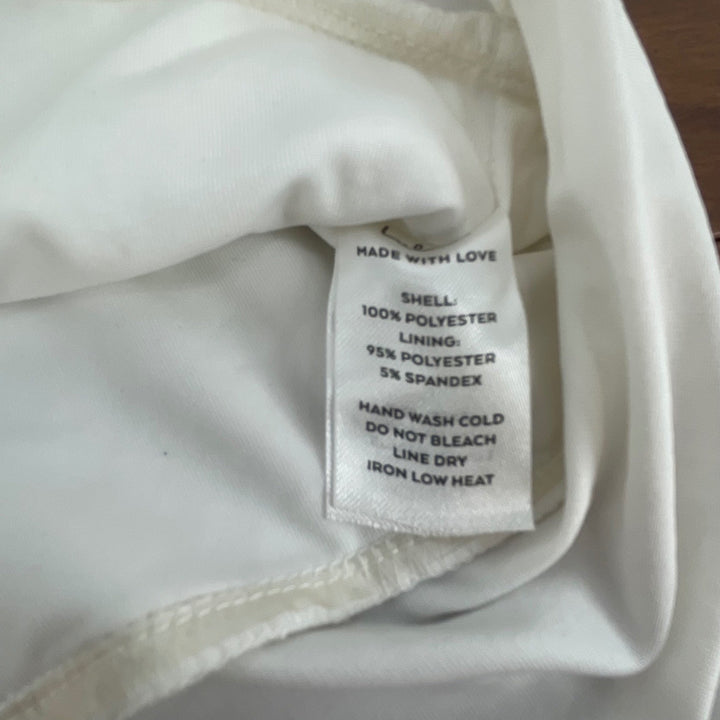 MADE WITH LOVE
SHELL:
100% POLYESTER
LINING:
95% POLYESTER
5% SPANDEX
HAND WASH COLD
DO NOT BLEACH
LINE DRY
IRON LOW HEAT